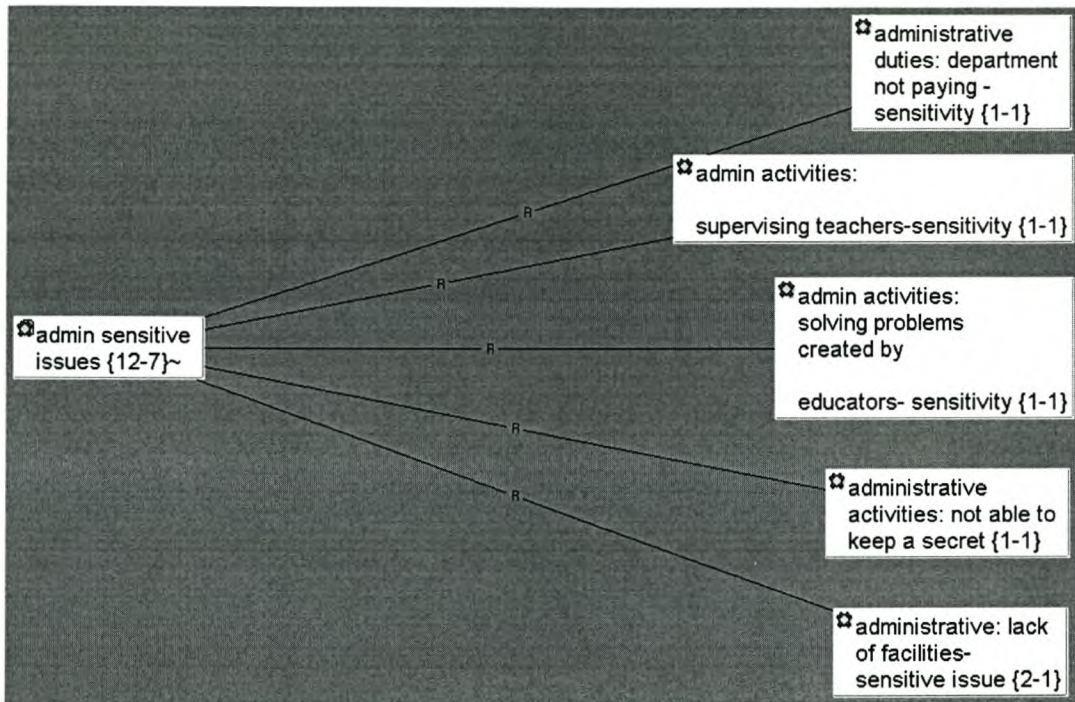 administrative
duties: department
not paying -
sensitivity {1-1}
admin activities:
supervising teachers-sensitivity {1-1}
R
R
admin activities:
solving problems
created by
educators- sensitivity {1-1}
admin sensitive
issues {12-7}~
R
R
administrative
activities: not able to
keep a secret {1-1}
R
administrative: lack
of facilities-
sensitive issue {2-1}